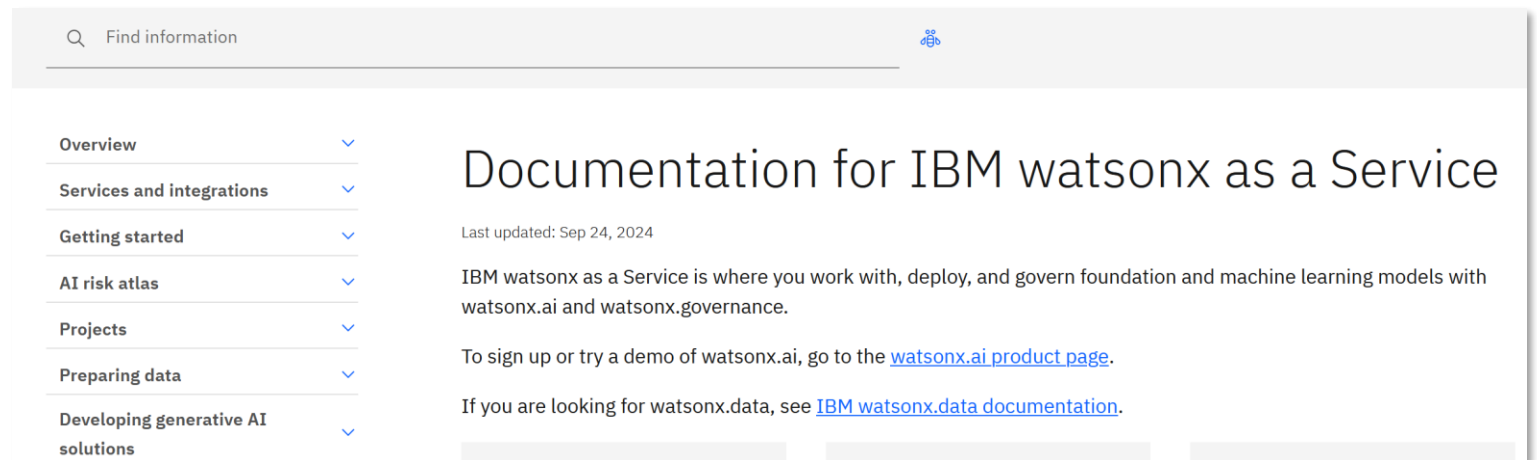 Find information
Overview
Services and integrations
Getting started
AI risk atlas
Projects
Preparing data
Developing generative AI
solutions
Documentation for IBM watsonx as a Service
Last updated: Sep 24, 2024
IBM watsonx as a Service is where you work with, deploy, and govern foundation and machine learning models with
watsonx.ai and watsonx.governance.
To sign up or try a demo of watsonx.ai, go to the watsonx.ai product page.
If you are looking for watsonx.data, see IBM watsonx.data documentation.